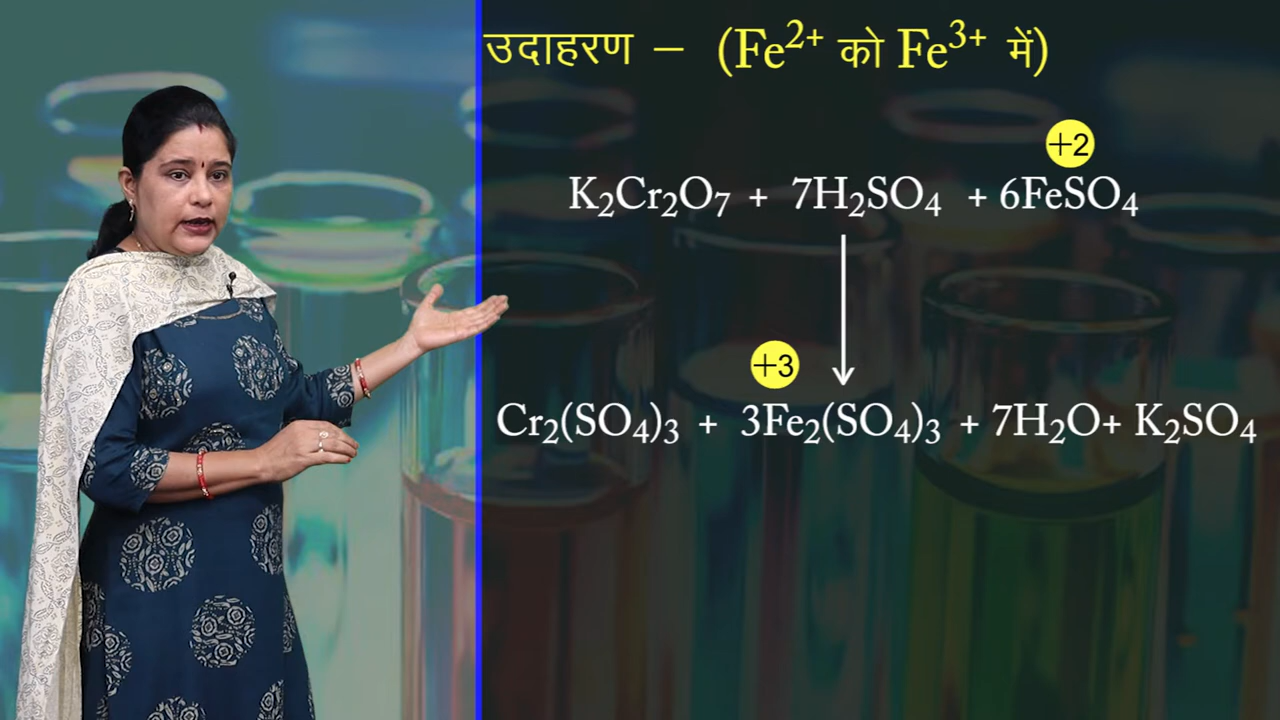 उदाहरण – (Fe²⁺ को Fe³⁺ में)
+2
K₂Cr₂O₇ + 7H₂SO₄ + 6FeSO₄
+3
Cr₂(SO₄)₃ + 3Fe₂(SO₄)₃ + 7H₂O+ K₂SO₄